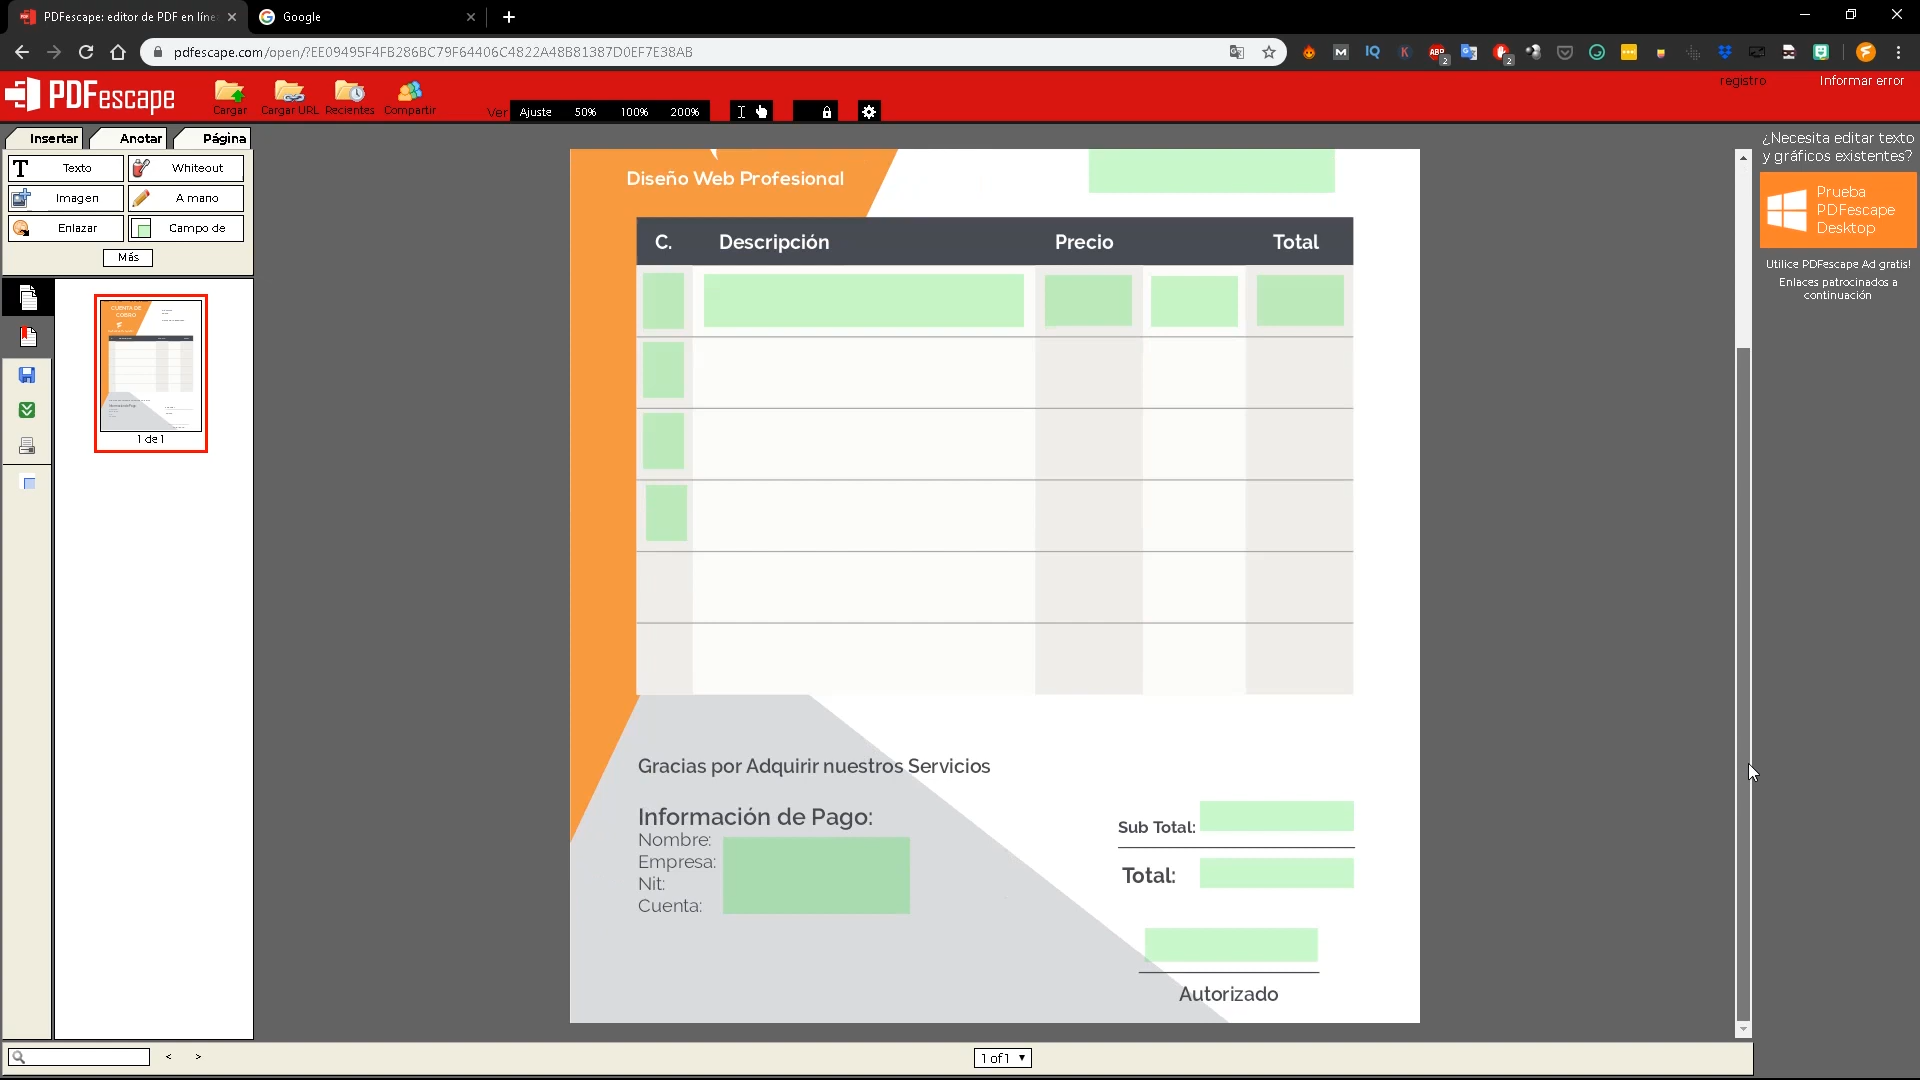 PDFescape: editor de PDF en líne
Google
pdfescape.com/open/?EE09495F4FB286BC79F64406C4822A48B81387D0EF7E38AB
PDFescape
Cargar
Cargar URL
Recientes
Compartir
Ver
Ajuste
50%
100%
200%
registro
Informar error
Insertar
Anotar
Página
Texto
Whiteout
Imagen
A mano
Enlazar
Campo de
Más
1 de 1
Diseño Web Profesional
C.
Descripción
Precio
Total
Gracias por Adquirir nuestros Servicios
Información de Pago:
Nombre:
Empresa:
Nit:
Cuenta:
Sub Total:
Total:
Autorizado
¿Necesita editar texto
y gráficos existentes?
Prueba
PDFescape
Desktop
Utilice PDFescape Ad gratis!
Enlaces patrocinados a
continuación
< >
1 of 1